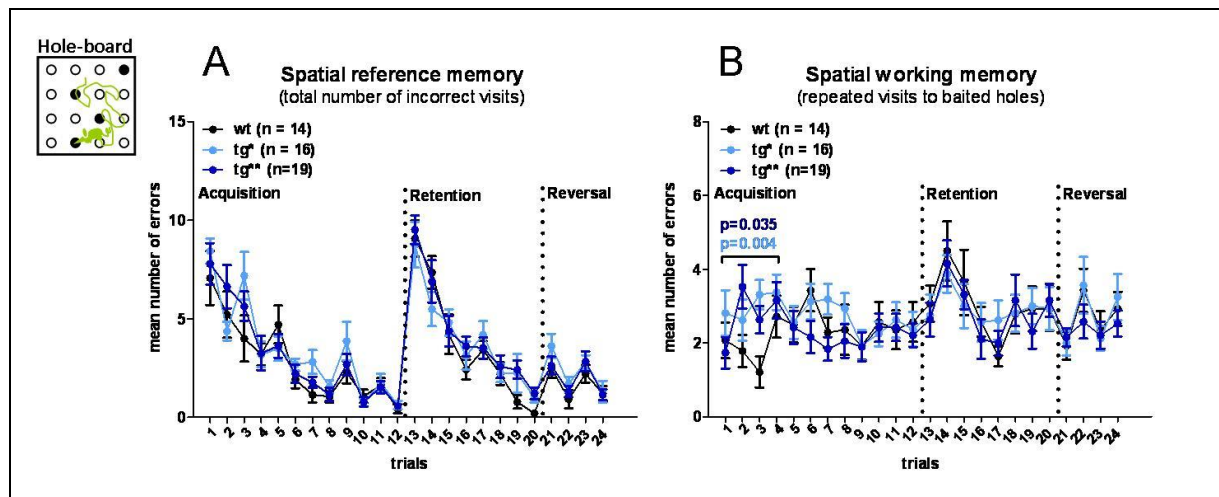 Hole-board
A
Spatial reference memory
(total number of incorrect visits)
wt (n = 14)
tg* (n = 16)
tg** (n=19)
Acquisition
Retention
Reversal
15
10
5
0
mean number of errors
1 2 3 4 5 6 7 8 9 10 11 12 13 14 15 16 17 18 19 20 21 22 23 24
trials
B
Spatial working memory
(repeated visits to baited holes)
wt (n = 14)
tg* (n = 16)
tg** (n=19)
Acquisition
Retention
Reversal
p=0.035
p=0.004
8
6
4
2
0
mean number of errors
1 2 3 4 5 6 7 8 9 10 11 12 13 14 15 16 17 18 19 20 21 22 23 24
trials